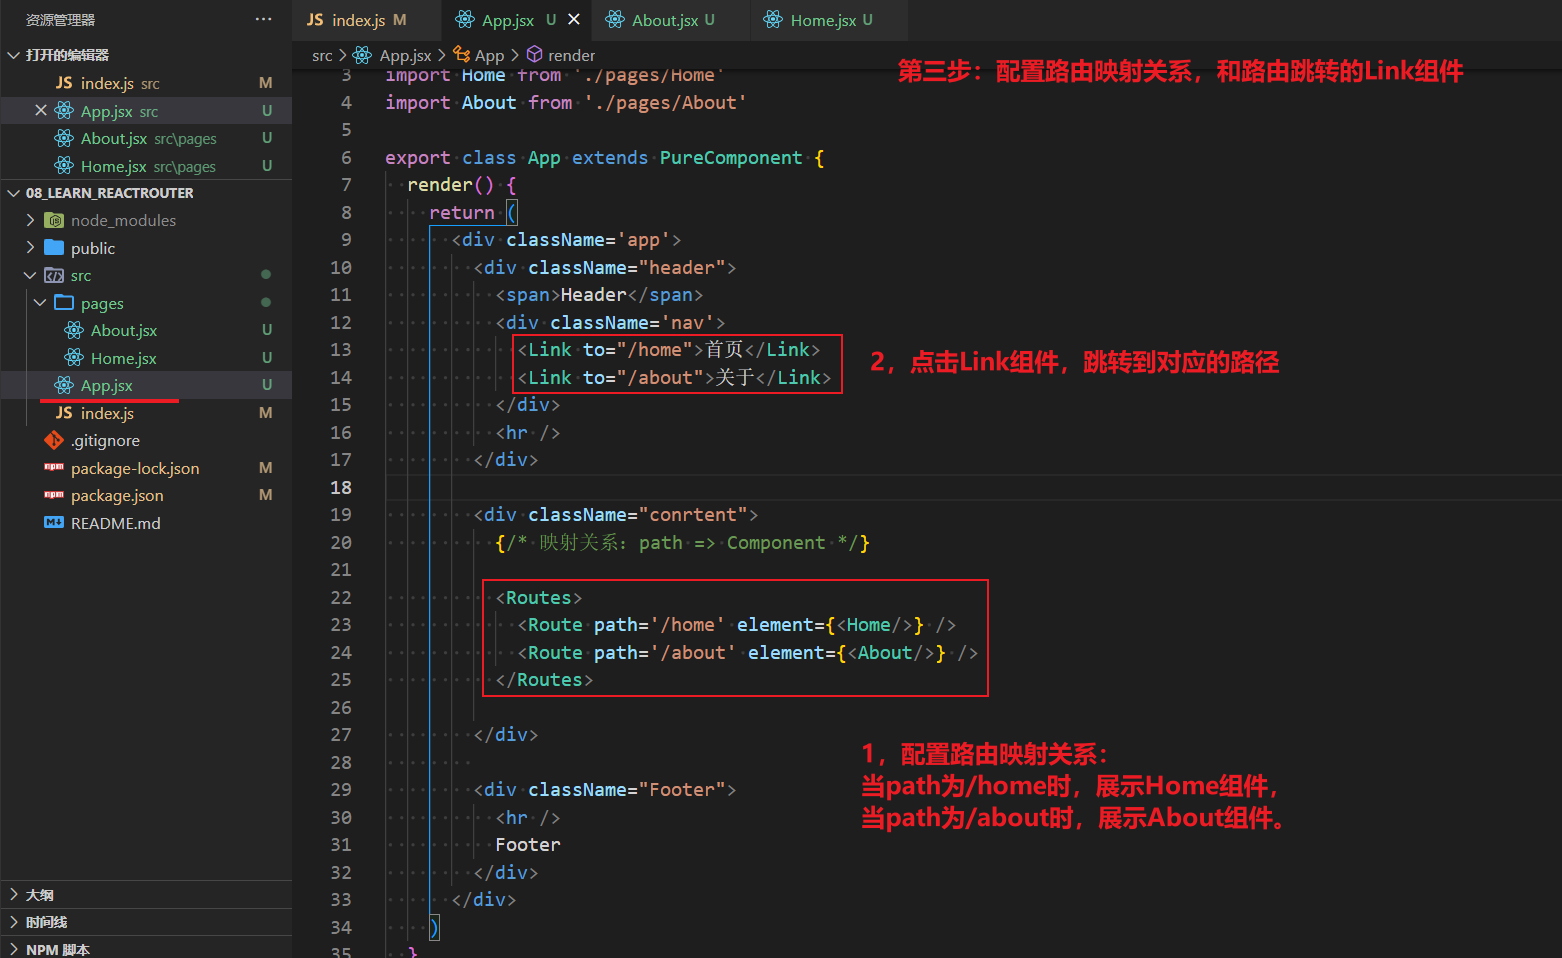 资源管理器
···
JS index.js M
App.jsx U ×
About.jsx U
Home.jsx U
打开的编辑器
JS index.js src M
× App.jsx src U
About.jsx src\pages U
Home.jsx src\pages U
08_LEARN_REACTROUTER
node_modules
public
src
pages
About.jsx U
Home.jsx U
App.jsx U
JS index.js M
.gitignore
package-lock.json M
package.json M
README.md
大纲
时间线
NPM 脚本
src > App.jsx > App > render
第三步：配置路由映射关系，和路由跳转的Link组件
3 import Home from './pages/Home'
4 import About from './pages/About'
5
6 export class App extends PureComponent {
7 render() {
8 return (
9 <div className='app'>
10 <div className="header">
11 <span>Header</span>
12 <div className='nav'>
13 <Link to="/home">首页</Link>
14 <Link to="/about">关于</Link>
2，点击Link组件，跳转到对应的路径
15 </div>
16 <hr />
17 </div>
18
19 <div className="conrtent">
20 {/* 映射关系：path => Component */}
21
22 <Routes>
23 <Route path='/home' element={<Home/>} />
24 <Route path='/about' element={<About/>} />
25 </Routes>
26
27 </div>
28
1，配置路由映射关系：
当path为/home时，展示Home组件，
当path为/about时，展示About组件。
29 <div className="Footer">
30 <hr />
31 Footer
32 </div>
33 </div>
34 )
35 }